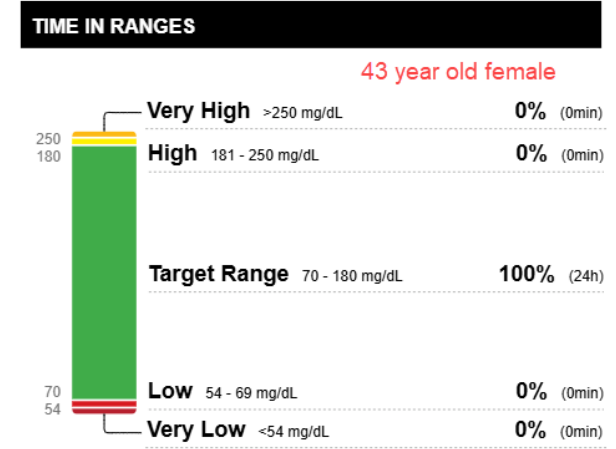 TIME IN RANGES
43 year old female
Very High >250 mg/dL 0% (0min)
250
180
High 181 - 250 mg/dL 0% (0min)
Target Range 70 - 180 mg/dL 100% (24h)
70
54
Low 54 - 69 mg/dL 0% (0min)
Very Low <54 mg/dL 0% (0min)